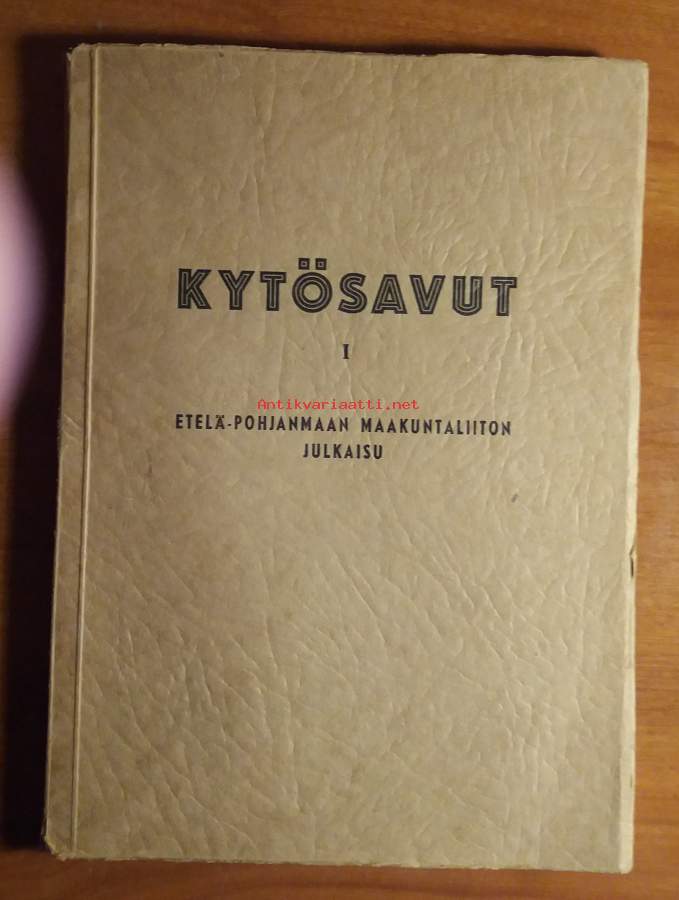 KYTÖSAVUT
I
Antikvariaatti.net
ETELÄ-POHJANMAAN MAAKUNTALIITON
JULKAISU